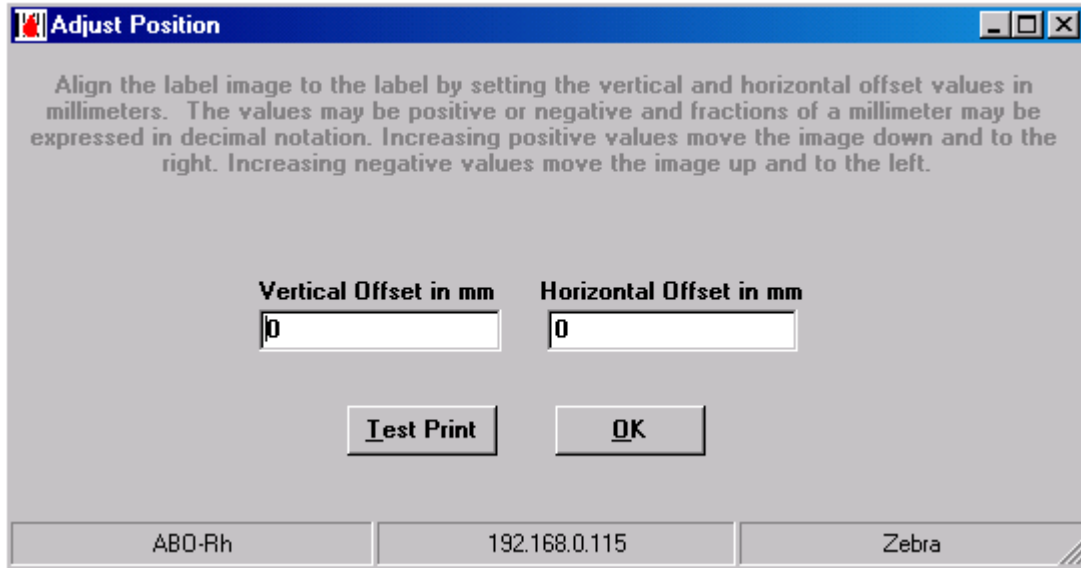 Adjust Position
Align the label image to the label by setting the vertical and horizontal offset values in
millimeters.  The values may be positive or negative and fractions of a millimeter may be
expressed in decimal notation. Increasing positive values move the image down and to the
right. Increasing negative values move the image up and to the left.
Vertical Offset in mm Horizontal Offset in mm
0 0
Test Print OK
ABO-Rh 192.168.0.115 Zebra